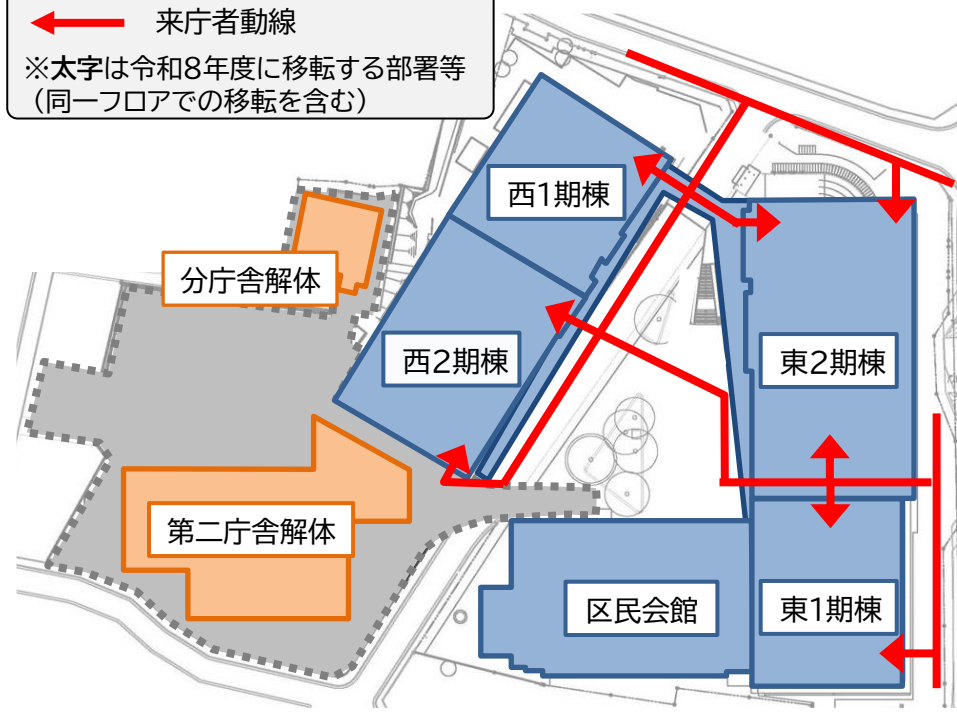 来庁者動線
※太字は令和8年度に移転する部署等
(同一フロアでの移転を含む)
西1期棟
分庁舎解体
西2期棟
東2期棟
第二庁舎解体
区民会館
東1期棟